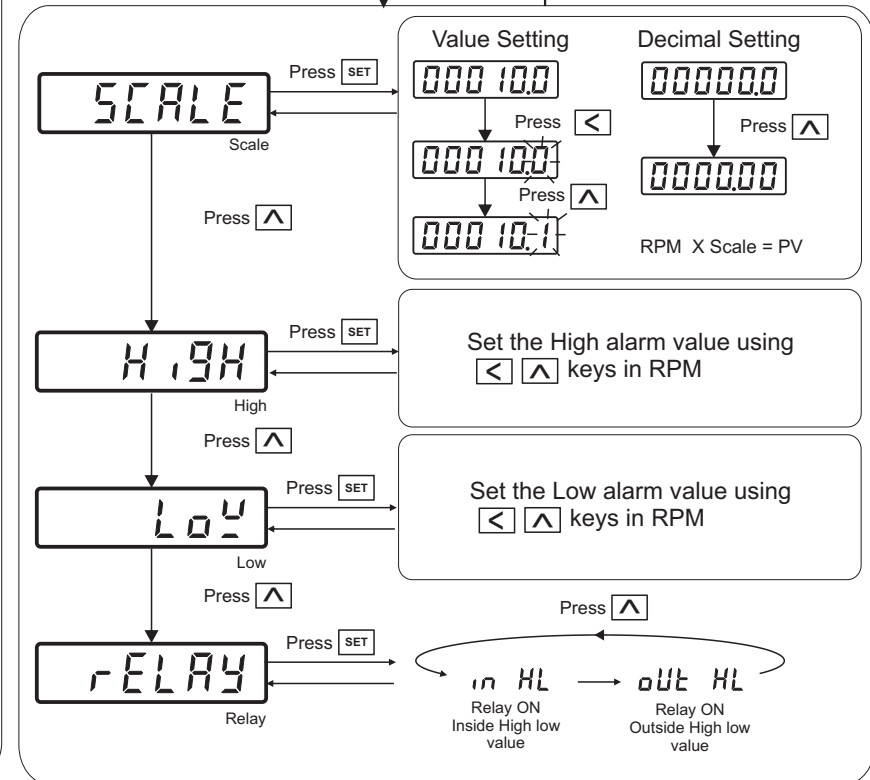 Value Setting
Decimal Setting
SCALE
Scale
Press SET
00010.0
Press <
00010.0
Press ∧
00010.1
00000.0
Press ∧
0000.00
RPM X Scale = PV
Press ∧
HigH
High
Press SET
Set the High alarm value using
< ∧ keys in RPM
Press ∧
Low
Low
Press SET
Set the Low alarm value using
< ∧ keys in RPM
Press ∧
rELAY
Relay
Press SET
Press ∧
in HL
Relay ON
Inside High low
value
oUt HL
Relay ON
Outside High low
value